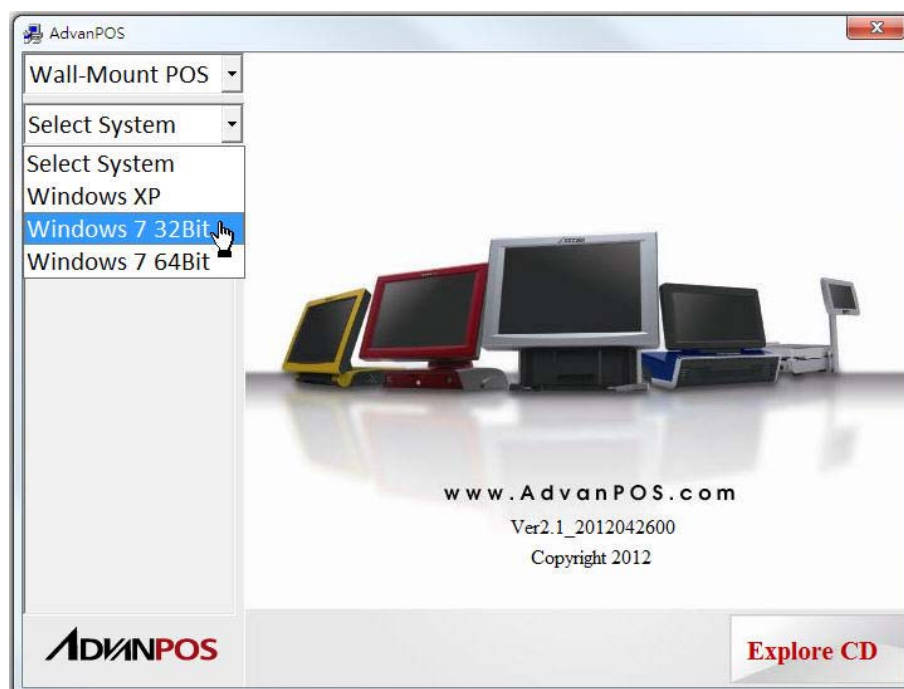 AdvanPOS
Wall-Mount POS
Select System
Select System
Windows XP
Windows 7 32Bit
Windows 7 64Bit
www.AdvanPOS.com
Ver2.1_2012042600
Copyright 2012
ADVANPOS
Explore CD